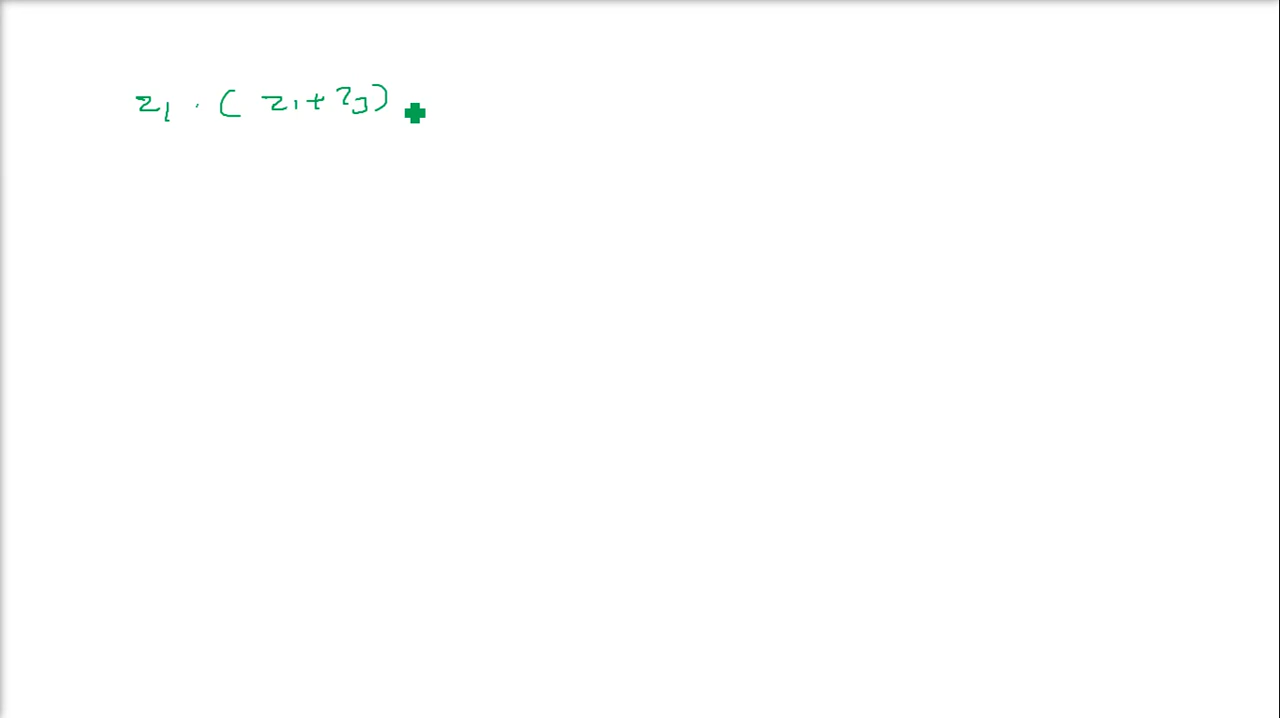 z₁ · ( z₁ + z₃ )